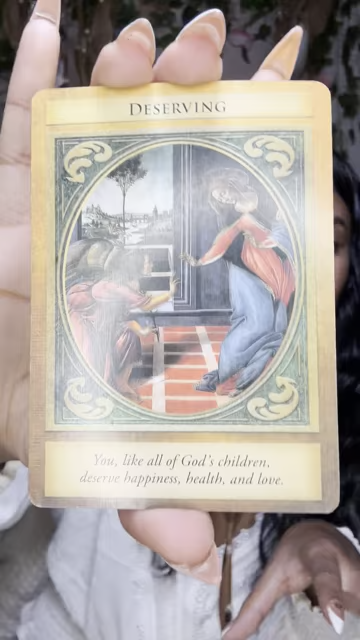 DESERVING
You, like all of God's children,
deserve happiness, health, and love.